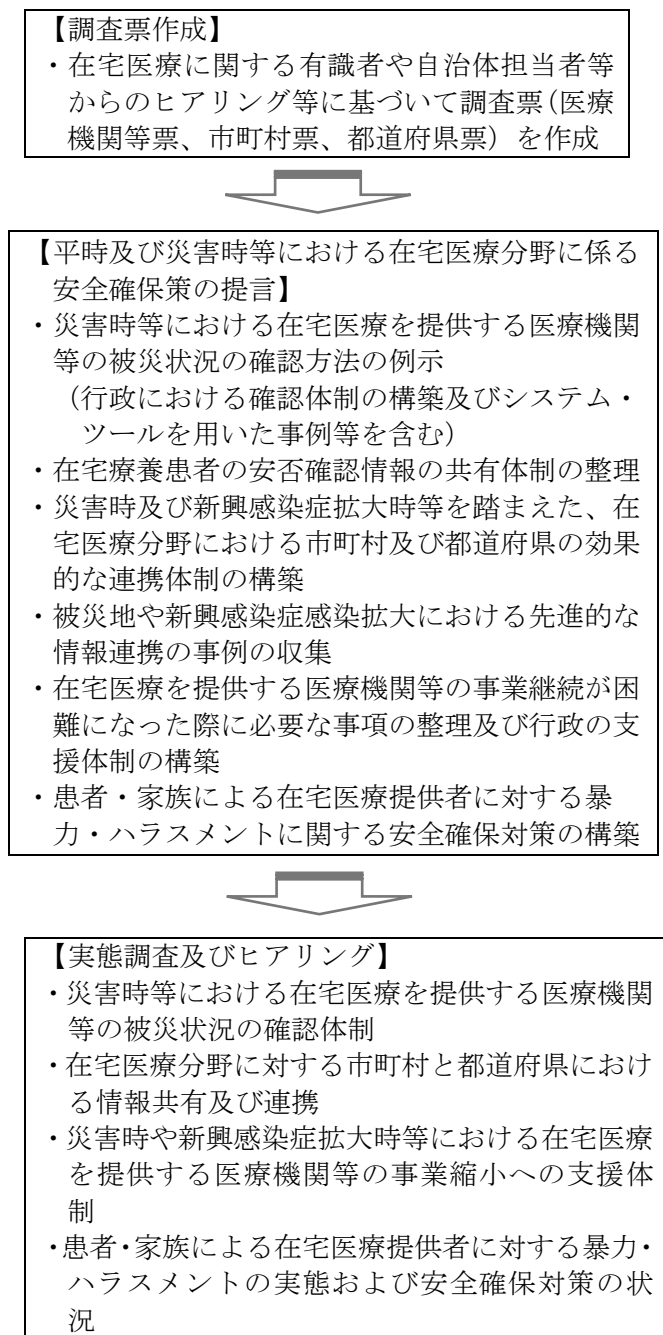 【調査票作成】
・在宅医療に関する有識者や自治体担当者等
からのヒアリング等に基づいて調査票(医療
機関等票、市町村票、都道府県票)を作成
【平時及び災害時等における在宅医療分野に係る
安全確保策の提言】
・災害時等における在宅医療を提供する医療機関
等の被災状況の確認方法の例示
(行政における確認体制の構築及びシステム・
ツールを用いた事例等を含む)
・在宅療養患者の安否確認情報の共有体制の整理
・災害時及び新興感染症拡大時等を踏まえた、在
宅医療分野における市町村及び都道府県の効果
的な連携体制の構築
・被災地や新興感染症感染拡大における先進的な
情報連携の事例の収集
・在宅医療を提供する医療機関等の事業継続が困
難になった際に必要な事項の整理及び行政の支
援体制の構築
・患者・家族による在宅医療提供者に対する暴
力・ハラスメントに関する安全確保対策の構築
【実態調査及びヒアリング】
・災害時等における在宅医療を提供する医療機関
等の被災状況の確認体制
・在宅医療分野に対する市町村と都道府県におけ
る情報共有及び連携
・災害時や新興感染症拡大時等における在宅医療
を提供する医療機関等の事業縮小への支援体
制
・患者・家族による在宅医療提供者に対する暴力・
ハラスメントの実態および安全確保対策の状
況